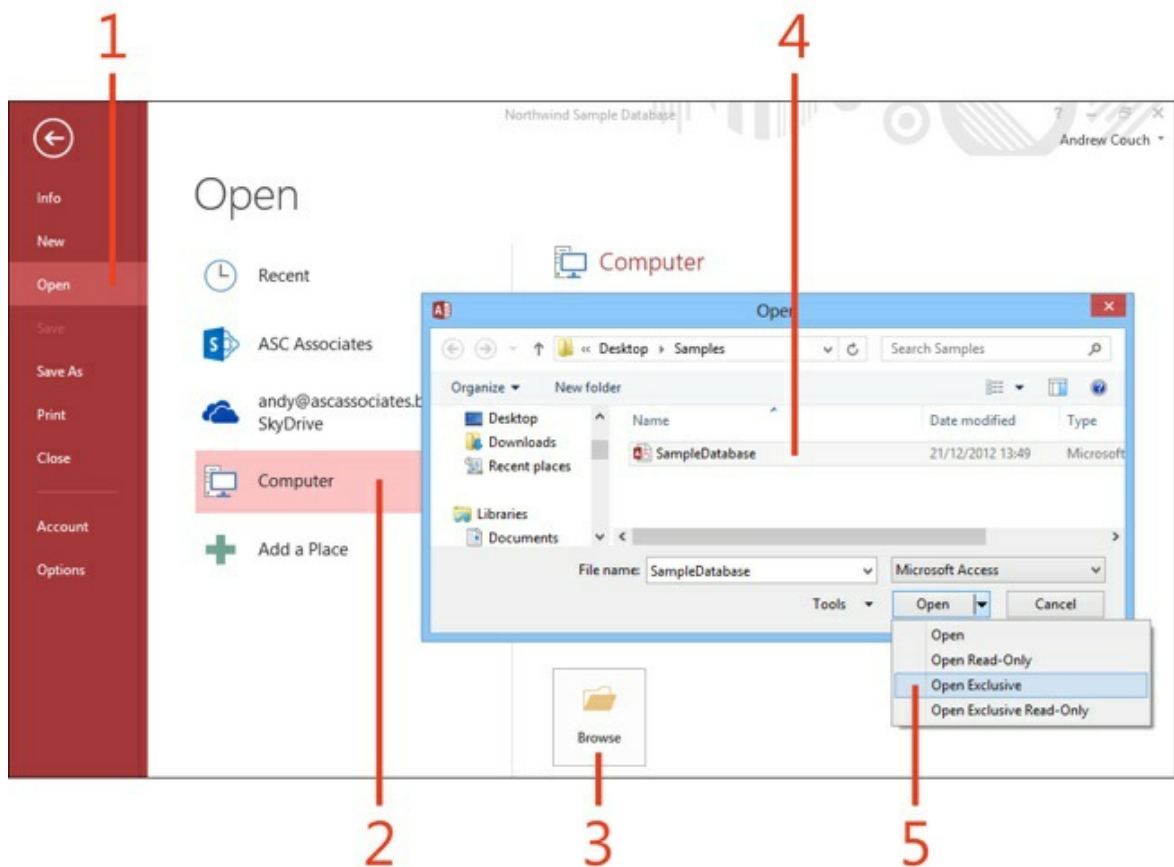 1
4
Northwind Sample Database
?
Andrew Couch
Info
New
Open
Save
Save As
Print
Close
Account
Options
Open
Recent
ASC Associates
andy@ascassociates.b
SkyDrive
Computer
Add a Place
Computer
Open
« Desktop › Samples
Search Samples
Organize
New folder
Desktop
Downloads
Recent places
Libraries
Documents
Name
Date modified
Type
SampleDatabase
21/12/2012 13:49
Microsoft
File name:
SampleDatabase
Microsoft Access
Tools
Open
Cancel
Open
Open Read-Only
Open Exclusive
Open Exclusive Read-Only
Browse
2
3
5